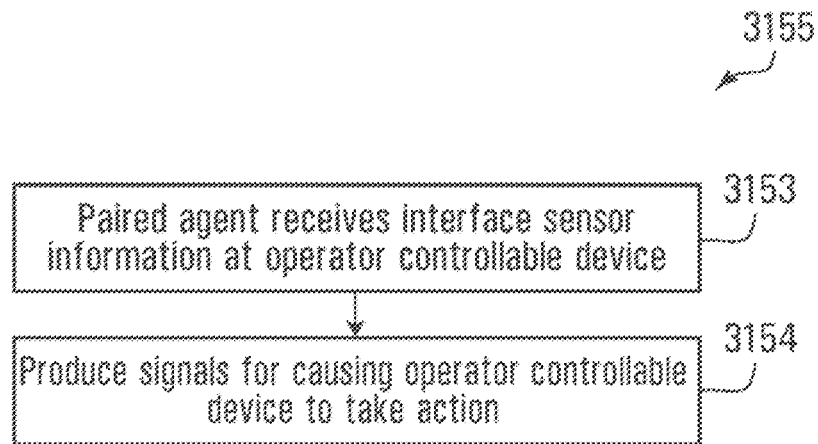 3155
Paired agent receives interface sensor
information at operator controllable device
3153
Produce signals for causing operator controllable
device to take action
3154